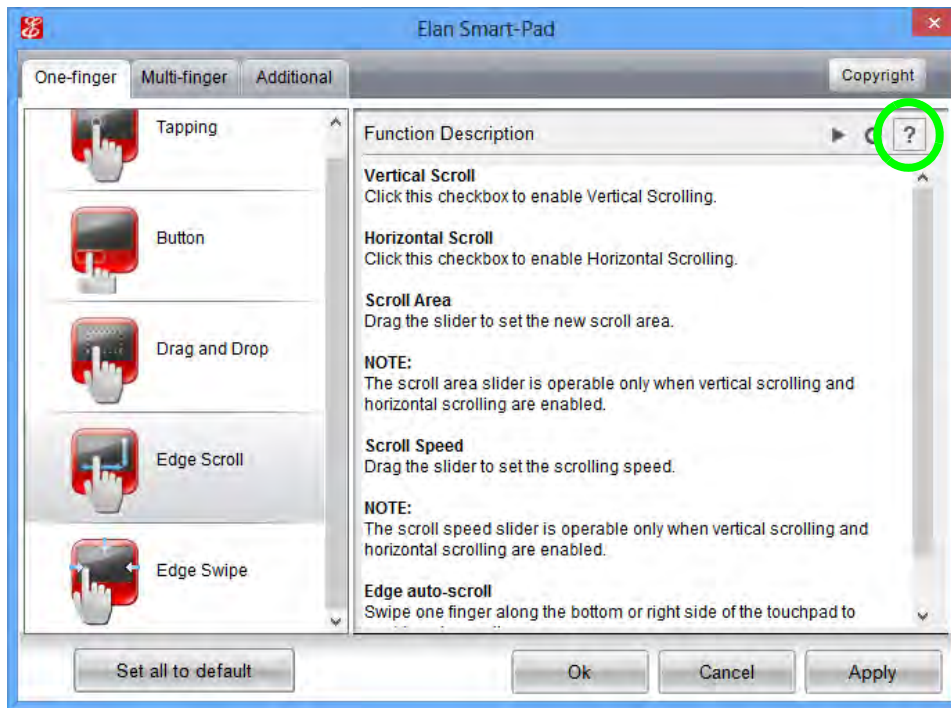 Elan Smart-Pad
One-finger
Multi-finger
Additional
Copyright
Tapping
Button
Drag and Drop
Edge Scroll
Edge Swipe
Function Description
?
Vertical Scroll
Click this checkbox to enable Vertical Scrolling.
Horizontal Scroll
Click this checkbox to enable Horizontal Scrolling.
Scroll Area
Drag the slider to set the new scroll area.
NOTE:
The scroll area slider is operable only when vertical scrolling and
horizontal scrolling are enabled.
Scroll Speed
Drag the slider to set the scrolling speed.
NOTE:
The scroll speed slider is operable only when vertical scrolling and
horizontal scrolling are enabled.
Edge auto-scroll
Swipe one finger along the bottom or right side of the touchpad to
Set all to default
Ok
Cancel
Apply